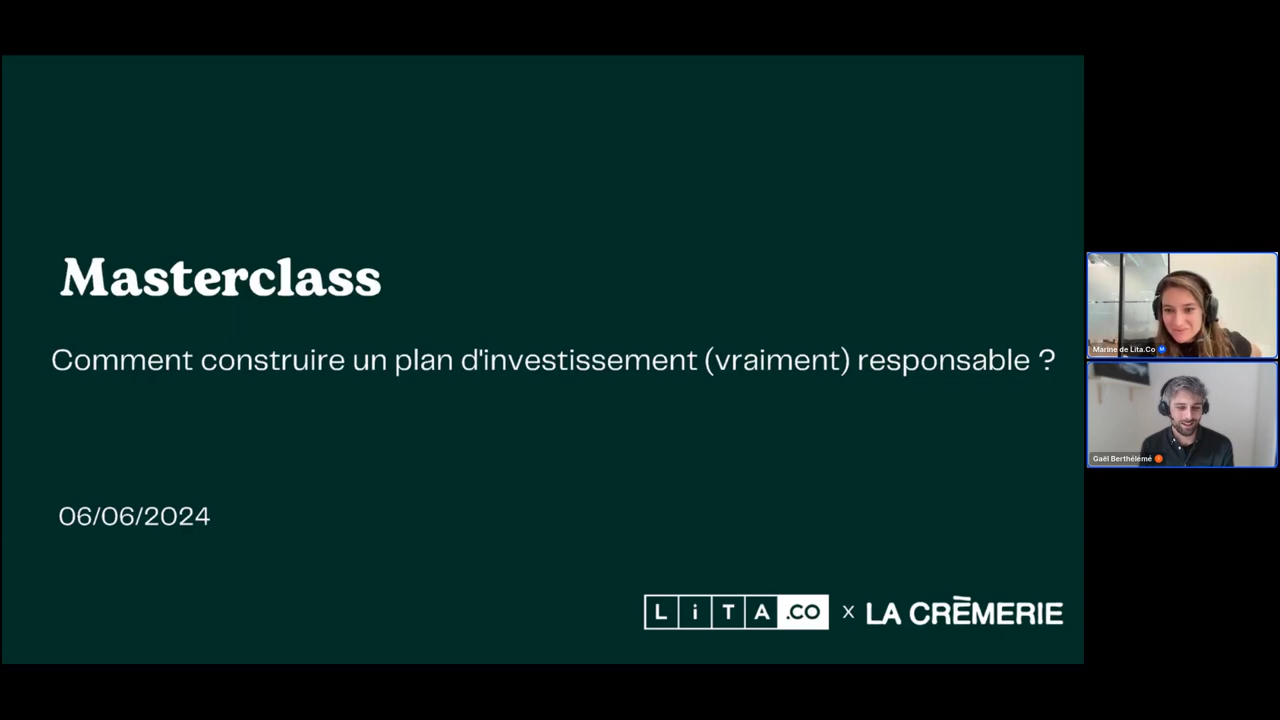 Masterclass
Comment construire un plan d'investissement (vraiment) responsable ?
06/06/2024
LiTA.CO x LA CRÈMERIE
Marine de Lita.Co M
Gaël Berthélémé